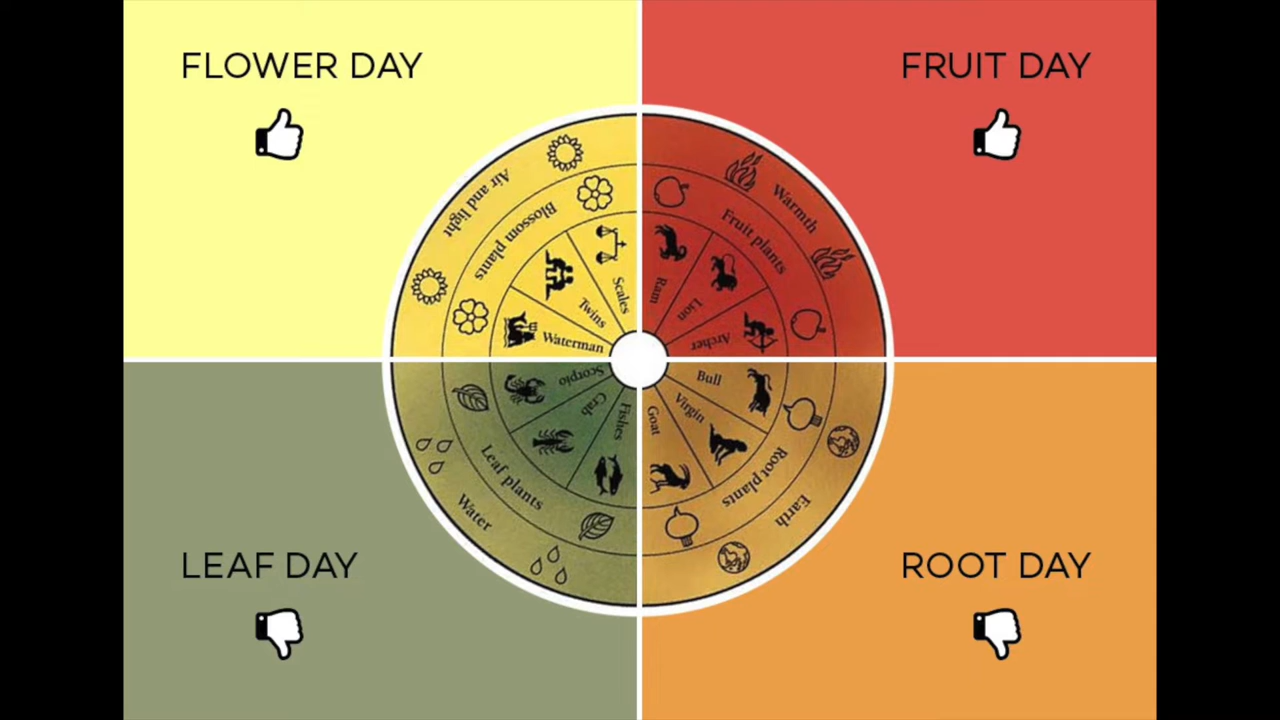 FLOWER DAY
FRUIT DAY
Air and light
Blossom plants
Scales
Twins
Waterman
Warmth
Fruit plants
Ram
Lion
Archer
Scorpio
Crab
Fishes
Leaf plants
Water
Bull
Virgin
Goat
Root plants
Earth
LEAF DAY
ROOT DAY